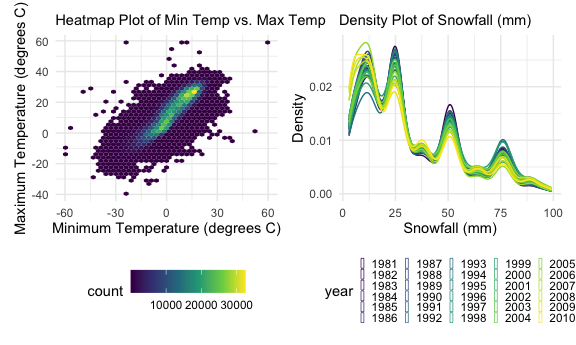 Heatmap Plot of Min Temp vs. Max Temp
Maximum Temperature (degrees C)
60
40
20
0
-20
-40
-60 -30 0 30 60
Minimum Temperature (degrees C)
count
10000 20000 30000
Density Plot of Snowfall (mm)
Density
0.02
0.01
0.00
0 25 50 75 100
Snowfall (mm)
year
1981 1987 1993 1999 2005
1982 1988 1994 2000 2006
1983 1989 1995 2001 2007
1984 1990 1996 2002 2008
1985 1991 1997 2003 2009
1986 1992 1998 2004 2010